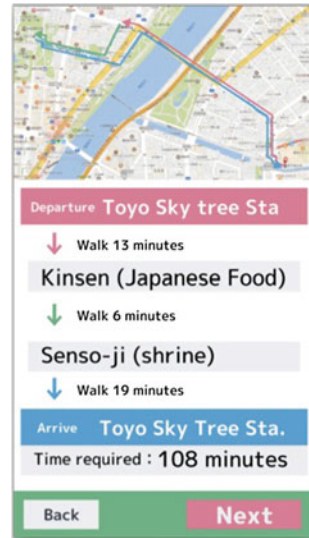 Departure Toyo Sky tree Sta
Walk 13 minutes
Kinsen (Japanese Food)
Walk 6 minutes
Senso-ji (shrine)
Walk 19 minutes
Arrive Toyo Sky Tree Sta.
Time required : 108 minutes
Back Next